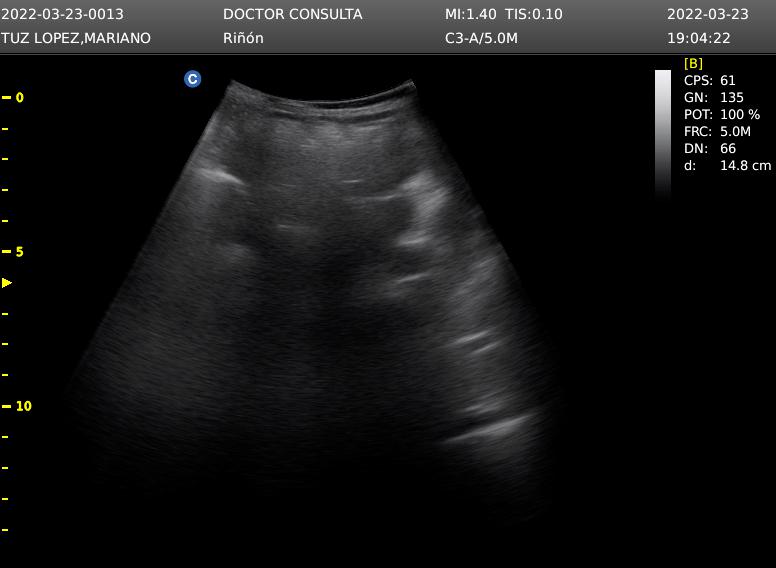 2022-03-23-0013 DOCTOR CONSULTA MI:1.40 TIS:0.10 2022-03-23
TUZ LOPEZ,MARIANO Riñón C3-A/5.0M 19:04:22
[B]
CPS: 61
GN: 135
POT: 100 %
FRC: 5.0M
DN: 66
d: 14.8 cm
C
0
5
10